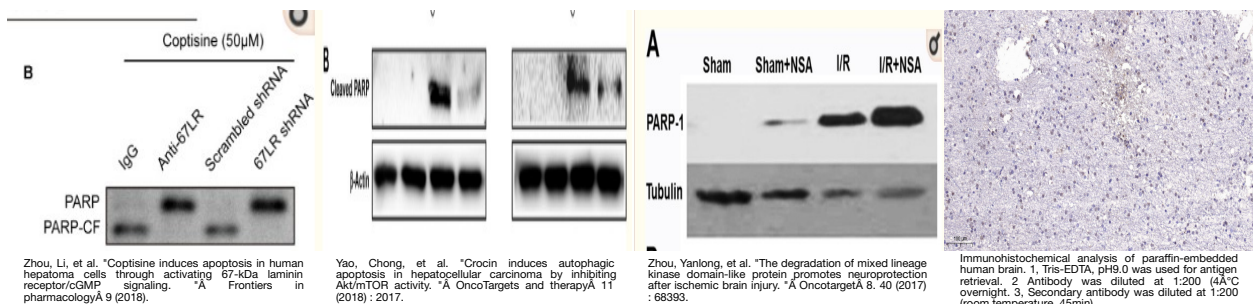 Coptisine (50μM)
B
IgG
Anti-67LR
Scrambled shRNA
67LR shRNA
PARP
PARP-CF
Zhou, Li, et al. "Coptisine induces apoptosis in human
hepatoma cells through activating 67-kDa laminin
receptor/cGMP signaling. "Â Frontiers in
pharmacologyÂ 9 (2018).
B
Cleaved PARP
β-Actin
Yao, Chong, et al. "Crocin induces autophagic
apoptosis in hepatocellular carcinoma by inhibiting
Akt/mTOR activity. "Â OncoTargets and therapyÂ 11
(2018) : 2017.
A
Sham Sham+NSA I/R I/R+NSA
PARP-1
Tubulin
Zhou, Yanlong, et al. "The degradation of mixed lineage
kinase domain-like protein promotes neuroprotection
after ischemic brain injury. "Â OncotargetÂ 8. 40 (2017)
: 68393.
Immunohistochemical analysis of paraffin-embedded
human brain. 1, Tris-EDTA, pH9.0 was used for antigen
retrieval. 2 Antibody was diluted at 1:200 (4Â°C
overnight. 3, Secondary antibody was diluted at 1:200
(room temperature, 45min)